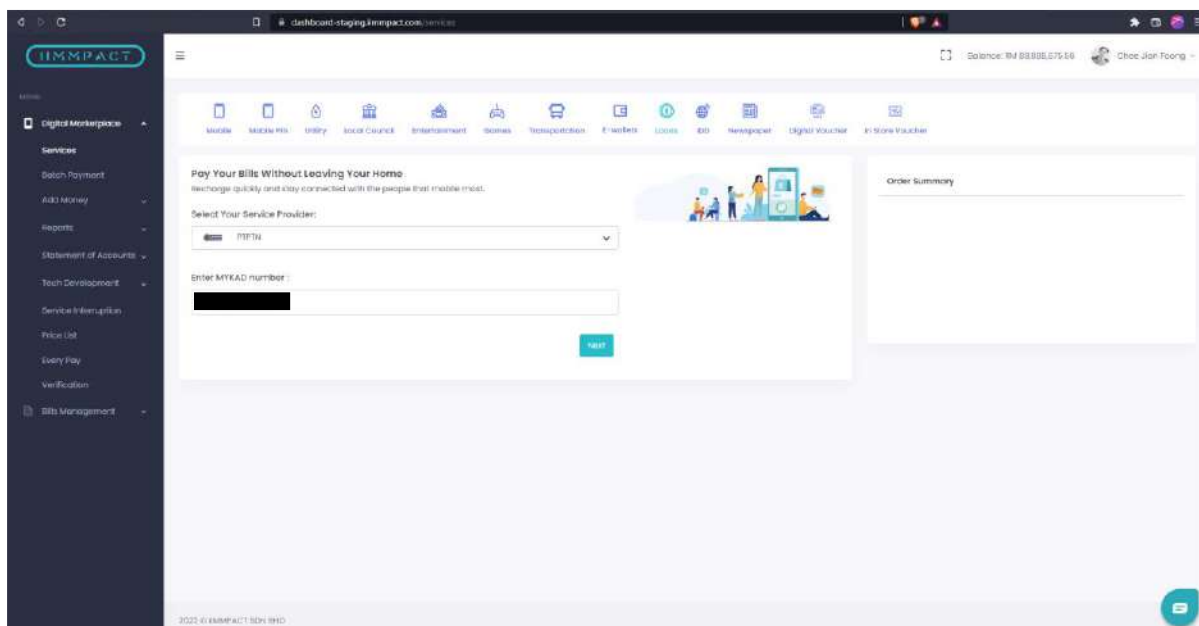 dashboard-staging.iimmpact.com/services
IIMMPACT
Balance: RM
Chee Jian Foong
Digital Marketplace
Services
Batch Payment
Add Money
Reports
Statement of Accounts
Tech Development
Service Interruption
Price List
Every Pay
Verification
Bills Management
Mobile
Mobile PIN
Utility
Local Council
Entertainment
Games
Transportation
E-wallets
Loans
IDD
Newspaper
Digital Voucher
In Store Voucher
Pay Your Bills Without Leaving Your Home
Recharge quickly and stay connected with the people that matter most.
Select Your Service Provider:
PTPTN
Enter MYKAD number :
Next
Order Summary
2022 © IIMMPACT SDN BHD